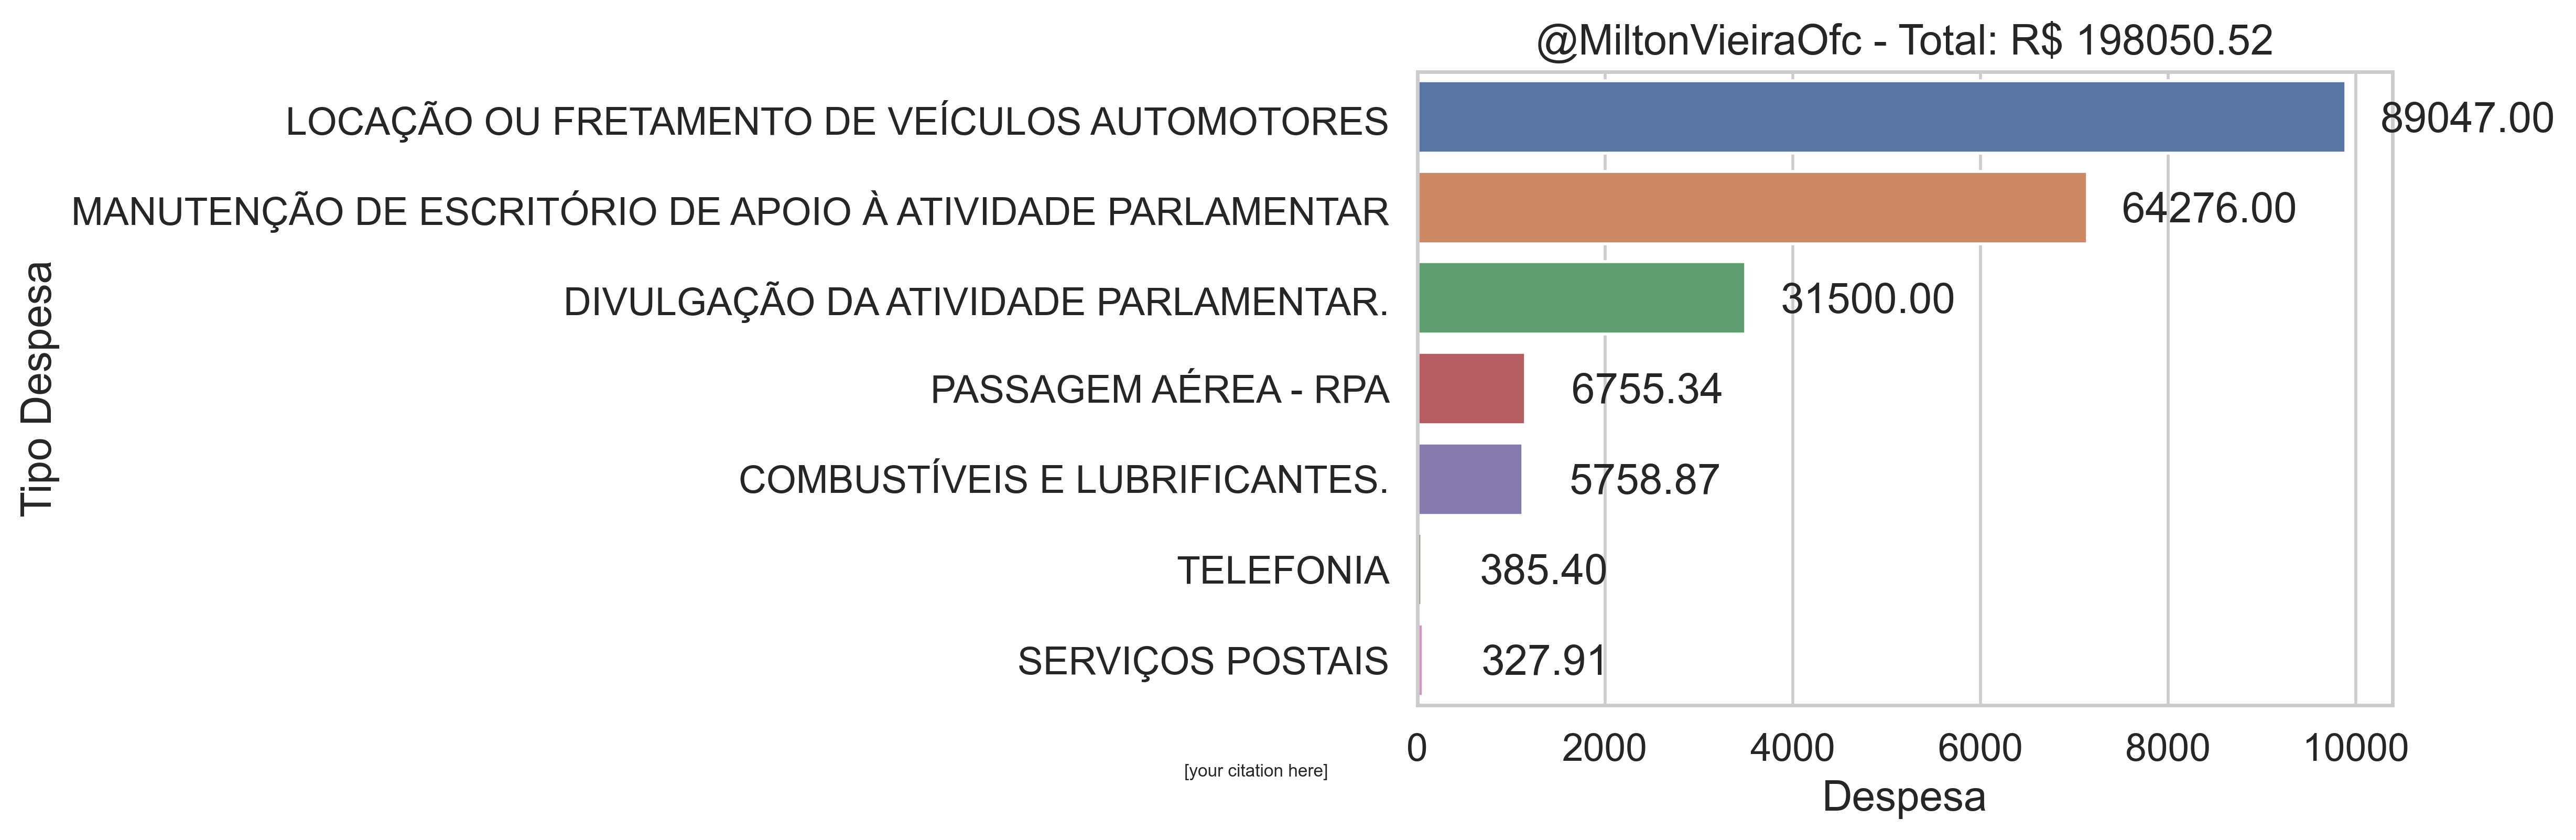 @MiltonVieiraOfc - Total: R$ 198050.52
Tipo Despesa
LOCAÇÃO OU FRETAMENTO DE VEÍCULOS AUTOMOTORES 89047.00
MANUTENÇÃO DE ESCRITÓRIO DE APOIO À ATIVIDADE PARLAMENTAR 64276.00
DIVULGAÇÃO DA ATIVIDADE PARLAMENTAR. 31500.00
PASSAGEM AÉREA - RPA 6755.34
COMBUSTÍVEIS E LUBRIFICANTES. 5758.87
TELEFONIA 385.40
SERVIÇOS POSTAIS 327.91
0 2000 4000 6000 8000 10000
[your citation here]
Despesa